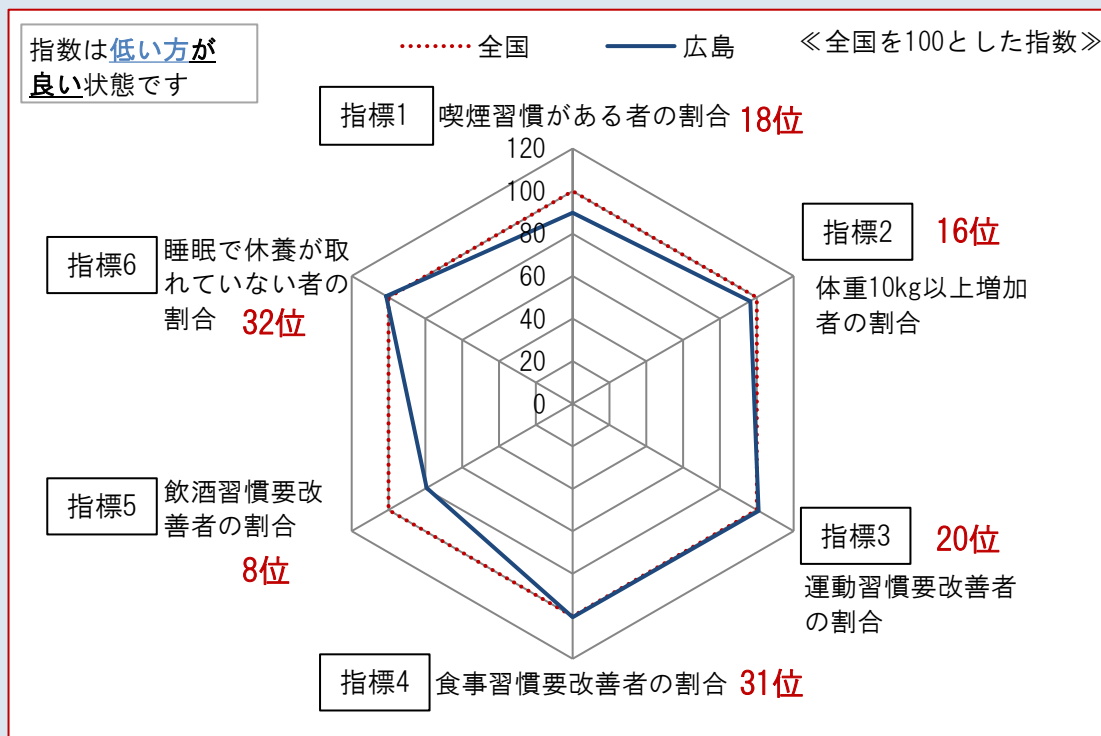 指数は低い方が
良い状態です
全国
広島
≪全国を100とした指数≫
指標1
喫煙習慣がある者の割合 18位
120
100
80
60
40
20
0
指標2
16位
体重10kg以上増加
者の割合
指標3
20位
運動習慣要改善者
の割合
指標4
食事習慣要改善者の割合 31位
指標5
飲酒習慣要改
善者の割合
8位
指標6
睡眠で休養が取
れていない者の
割合 32位